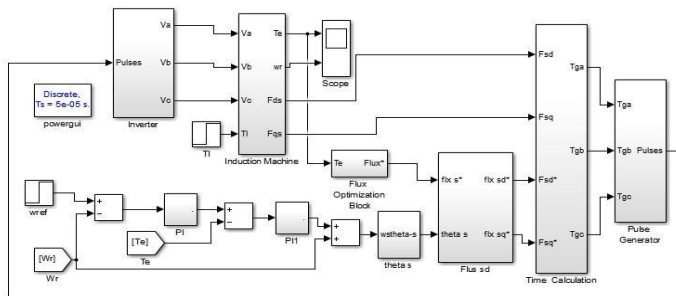 Va
Vb
Vc
Pulses
Inverter
Discrete,
Ts = 5e-05 s.
powergui
Va
Vb
Vc
Tl
Te
wr
Fds
Fqs
Induction Machine
Tl
Scope
Te Flux*
Flux
Optimization
Block
flx s*
theta s
flx sd*
flx sq*
Flus sd
Fsd
Fsq
Fsd*
Fsq*
Tga
Tgb
Tgc
Time Calculation
Tga
Tgb
Tgc
Pulses
Pulse
Generator
wref
PI
[Te]
Te
PI1
wstheta-s
theta s
[Wr]
Wr